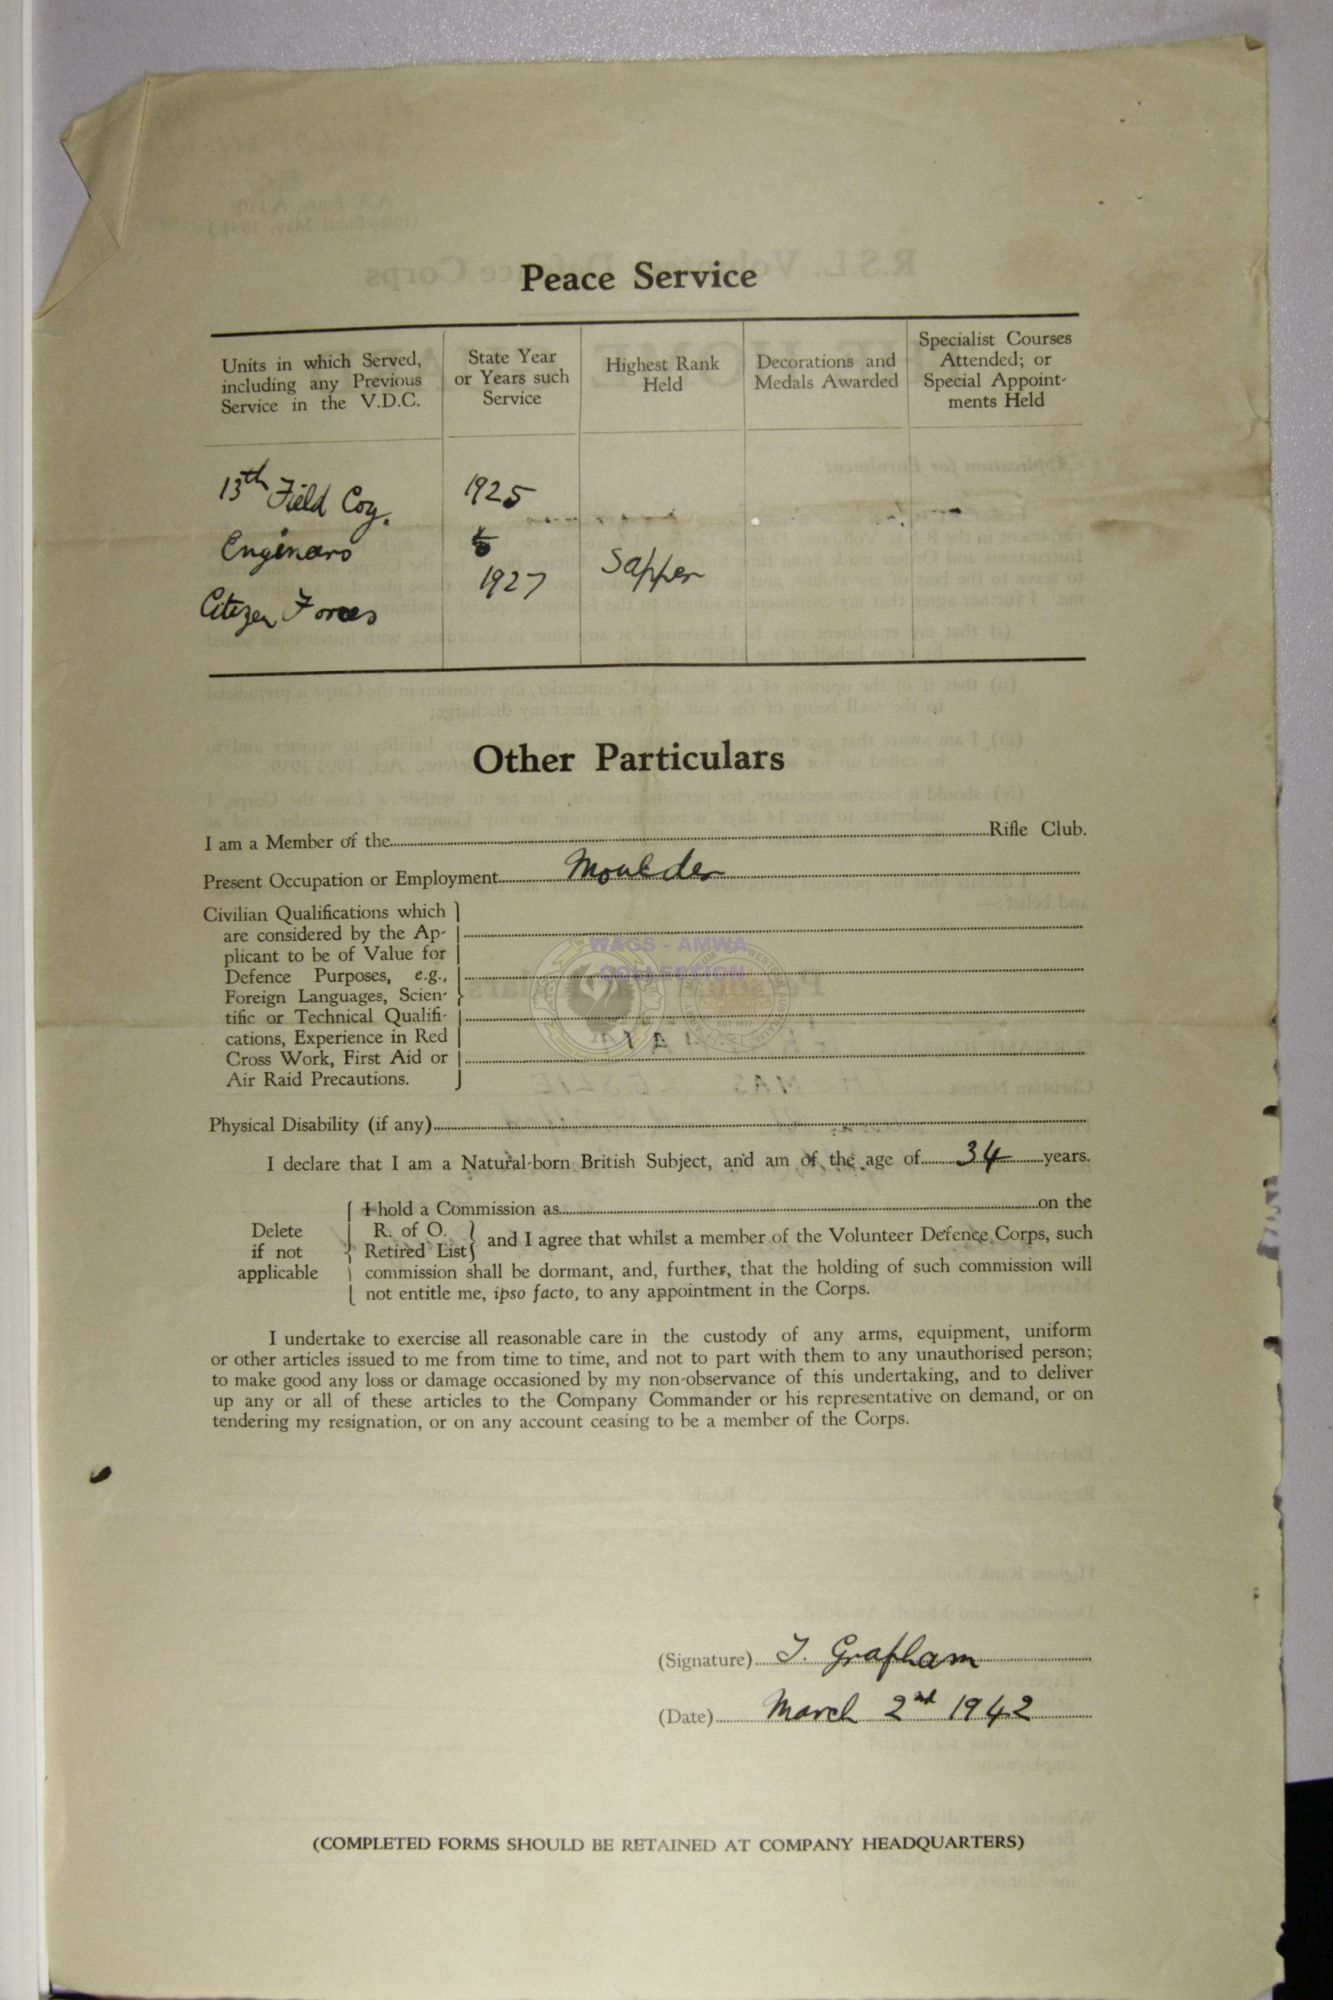 Peace Service
Units in which Served,
including any Previous
Service in the V.D.C.
State Year
or Years such
Service
Highest Rank
Held
Decorations and
Medals Awarded
Specialist Courses
Attended; or
Special Appoint-
ments Held
13th Field Coy.
Engineers
Citizen Forces
1925
to
1927
Sapper
Other Particulars
I am a Member of the Rifle Club.
Present Occupation or Employment Moulder
Civilian Qualifications which
are considered by the Ap-
plicant to be of Value for
Defence Purposes, e.g.,
Foreign Languages, Scien-
tific or Technical Qualifi-
cations, Experience in Red
Cross Work, First Aid or
Air Raid Precautions.
WAGS - AMWA
COLLECTION
Physical Disability (if any)
I declare that I am a Natural-born British Subject, and am of the age of 34 years.
Delete
if not
applicable
I hold a Commission as on the
R. of O.
Retired List
and I agree that whilst a member of the Volunteer Defence Corps, such
commission shall be dormant, and, further, that the holding of such commission will
not entitle me, ipso facto, to any appointment in the Corps.
I undertake to exercise all reasonable care in the custody of any arms, equipment, uniform
or other articles issued to me from time to time, and not to part with them to any unauthorised person;
to make good any loss or damage occasioned by my non-observance of this undertaking, and to deliver
up any or all of these articles to the Company Commander or his representative on demand, or on
tendering my resignation, or on any account ceasing to be a member of the Corps.
(Signature) T. Grapham
(Date) March 2nd 1942
(COMPLETED FORMS SHOULD BE RETAINED AT COMPANY HEADQUARTERS)